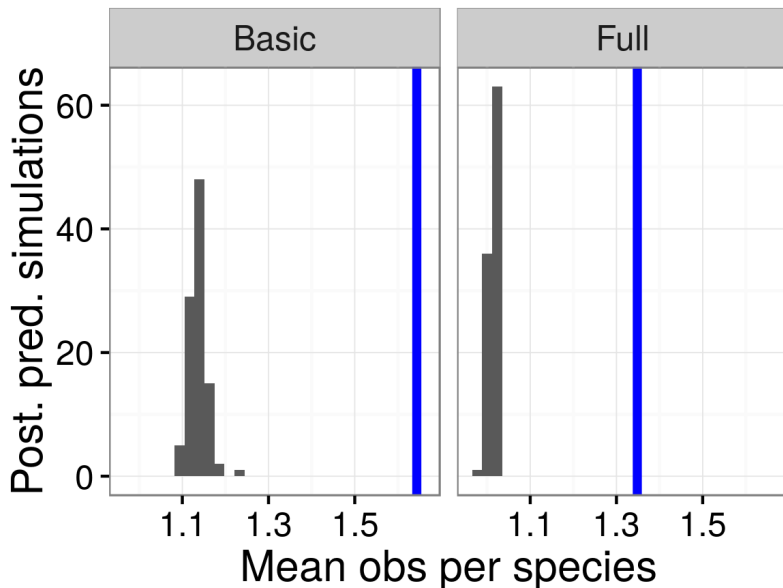 Basic
Full
Post. pred. simulations
60
40
20
0
1.1 1.3 1.5
1.1 1.3 1.5
Mean obs per species